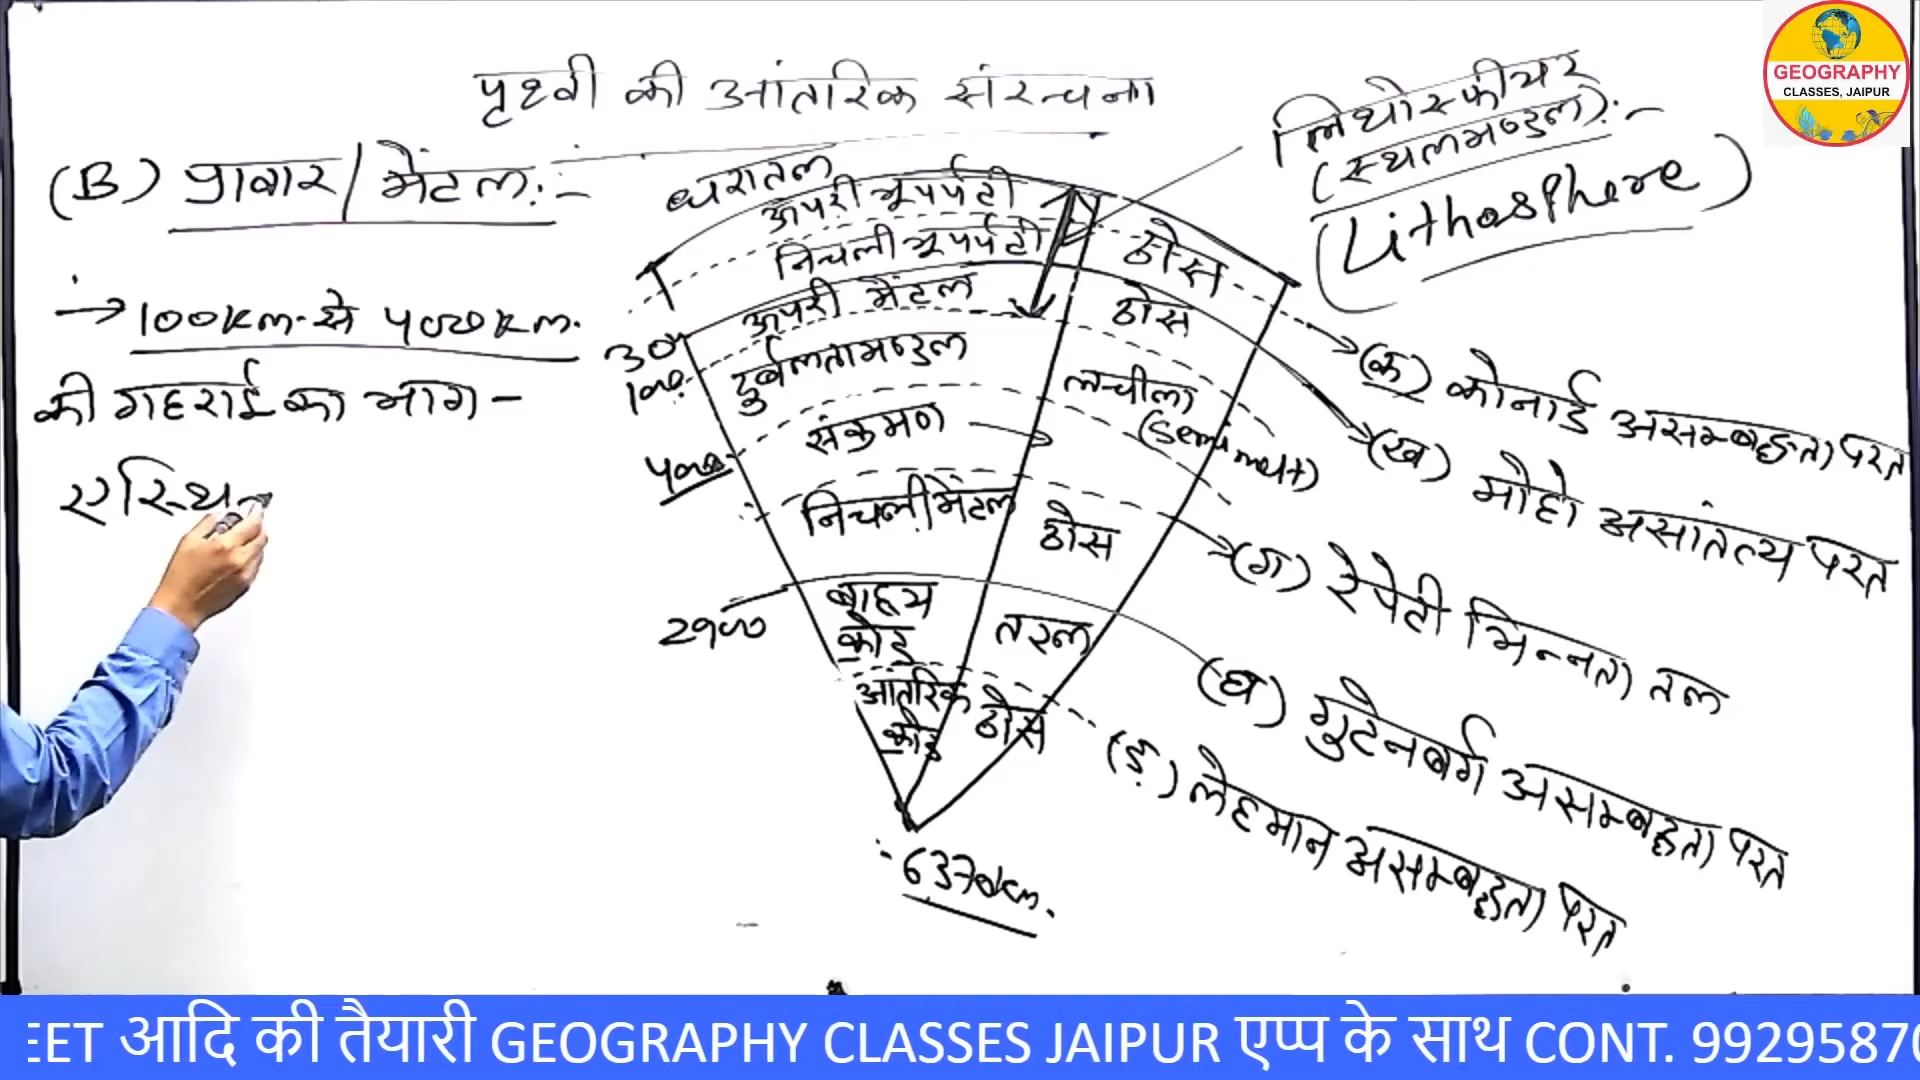 पृथ्वी की आंतरिक संरचना
(B) प्रावार/मेंटल:-
→ 100km. से 400km.
की गहराई का भाग -
एस्थि
धरातल
ऊपरी भूपर्पटी
निचली भूपर्पटी
ऊपरी मेंटल
दुर्बलतामण्डल
संक्रमण
निचली मेंटल
बाह्य
कोड़
आंतरिक
कोड़
30
100
400
2900
6370km.
ठोस
ठोस
लचीला
(semi melt)
ठोस
तरल
ठोस
लिथोस्फीयर
(स्थलमण्डल):-
(Lithosphere)
(क) कोनार्ड असम्बद्धता परत
(ख) मोहो असांतत्य परत
(ग) रेपेटी भिन्नता तल
(घ) गुटेनबर्ग असम्बद्धता परत
(ड़) लेहमान असम्बद्धता परत
GEOGRAPHY
CLASSES, JAIPUR
EET आदि की तैयारी GEOGRAPHY CLASSES JAIPUR एप्प के साथ CONT. 99295870